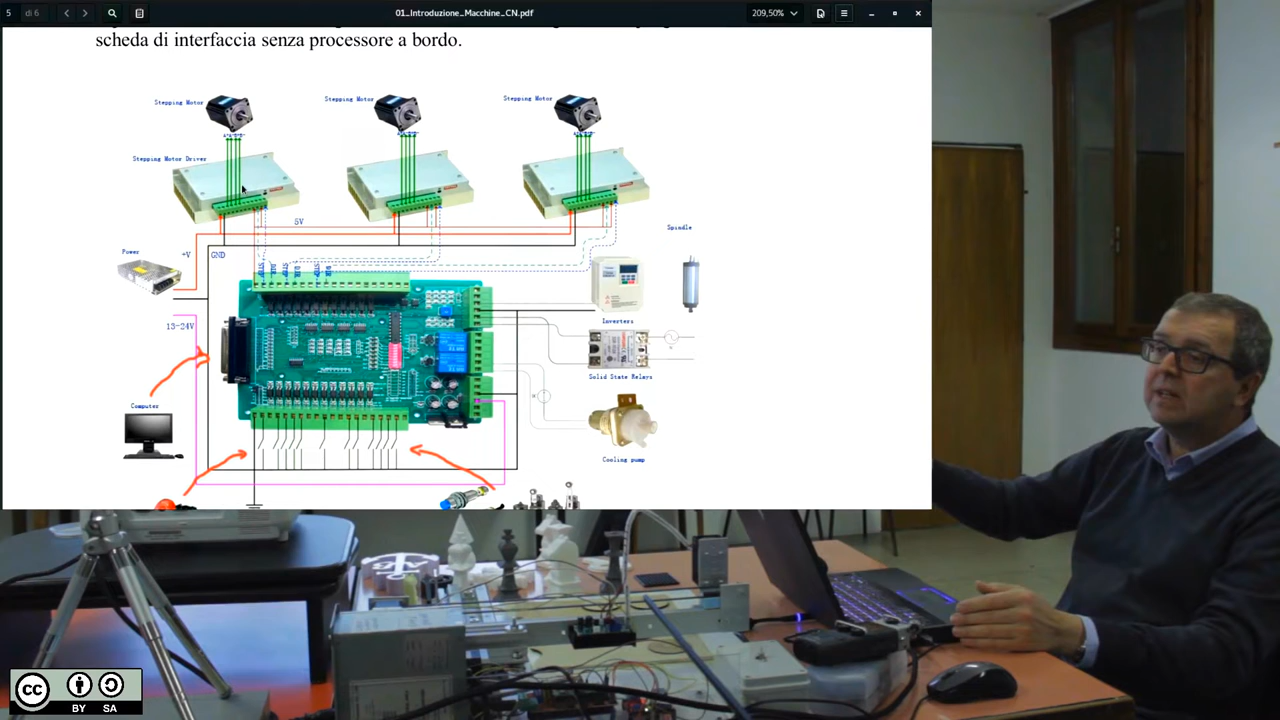 5 di 6
01_Introduzione_Macchine_CN.pdf
209,50%
scheda di interfaccia senza processore a bordo.
Stepping Motor
Stepping Motor
Stepping Motor
Stepping Motor Driver
5V
Spindle
Power
+V
GND
13-24V
Inverters
Solid State Relays
Computer
Cooling pump
CC BY SA